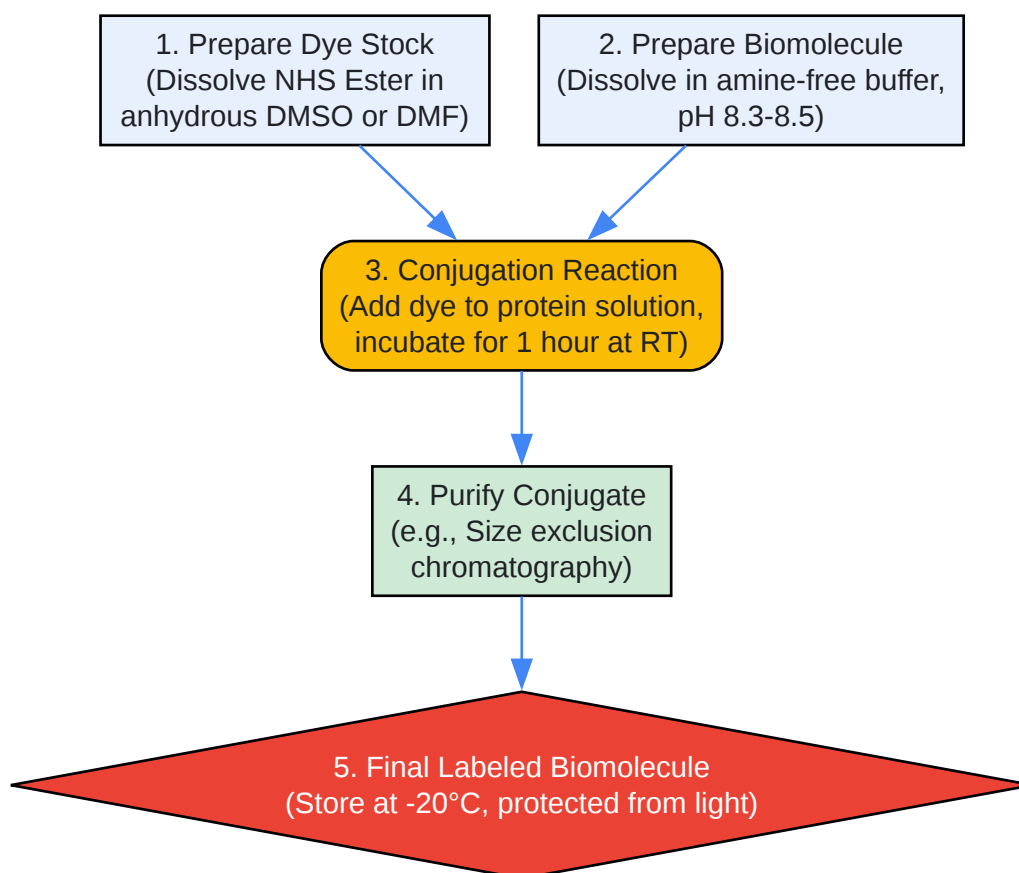 1. Prepare Dye Stock
(Dissolve NHS Ester in
anhydrous DMSO or DMF)
2. Prepare Biomolecule
(Dissolve in amine-free buffer,
pH 8.3-8.5)
3. Conjugation Reaction
(Add dye to protein solution,
incubate for 1 hour at RT)
4. Purify Conjugate
(e.g., Size exclusion
chromatography)
5. Final Labeled Biomolecule
(Store at -20°C, protected from light)